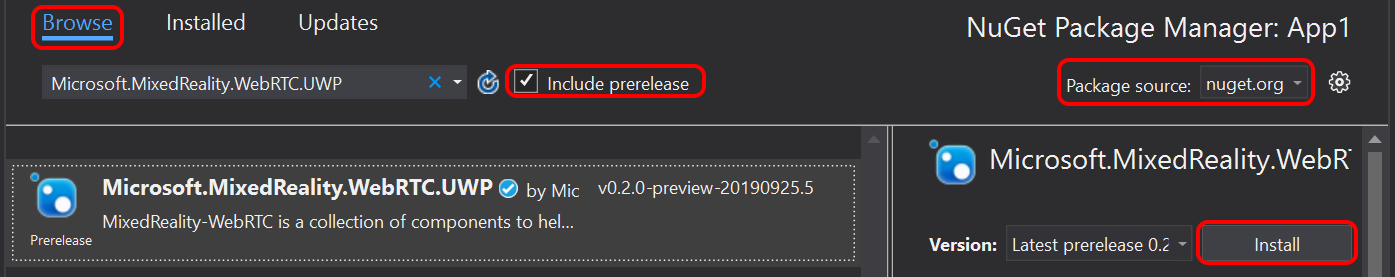 Browse Installed Updates
NuGet Package Manager: App1
Microsoft.MixedReality.WebRTC.UWP
Include prerelease
Package source: nuget.org
Microsoft.MixedReality.WebRTC.UWP by Mic v0.2.0-preview-20190925.5
MixedReality-WebRTC is a collection of components to hel...
Prerelease
Microsoft.MixedReality.WebR
Version: Latest prerelease 0.2 Install